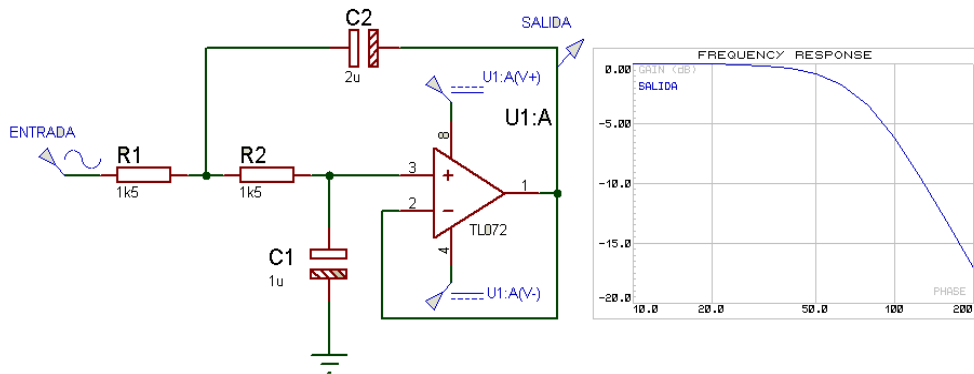 C2
2u
SALIDA
U1:A(V+)
U1:A
ENTRADA
R1
1k5
R2
1k5
8
3
+
2
−
1
TL072
4
C1
1u
U1:A(V-)
FREQUENCY RESPONSE
0.00
GAIN (dB)
SALIDA
-5.00
-10.0
-15.0
-20.0
PHASE
10.0
20.0
50.0
100
200